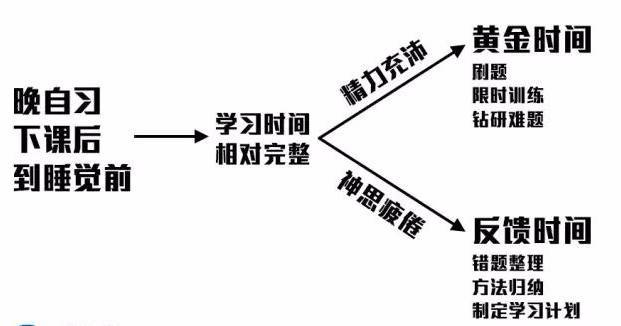 晚自习
下课后
到睡觉前
学习时间
相对完整
精力充沛
黄金时间
刷题
限时训练
钻研难题
神思疲倦
反馈时间
错题整理
方法归纳
制定学习计划